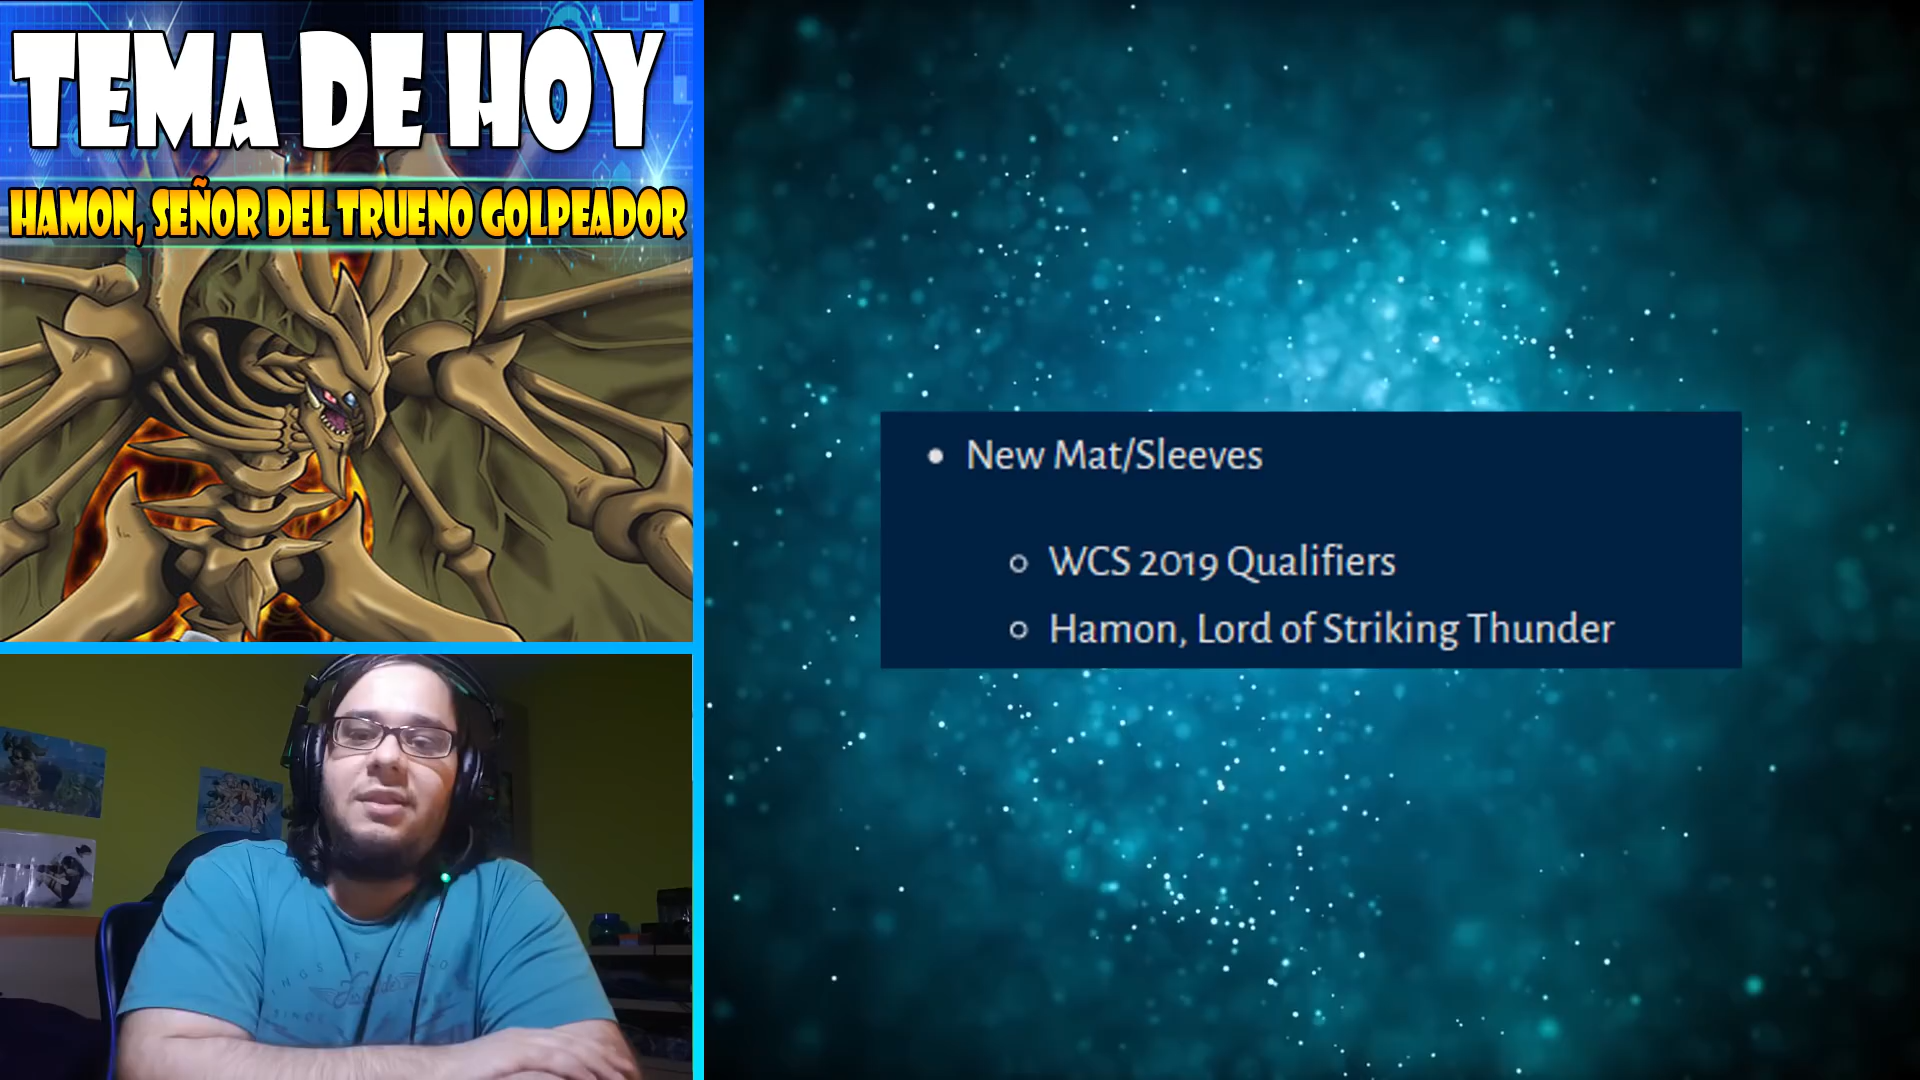 TEMA DE HOY
HAMON, SEÑOR DEL TRUENO GOLPEADOR
New Mat/Sleeves
WCS 2019 Qualifiers
Hamon, Lord of Striking Thunder